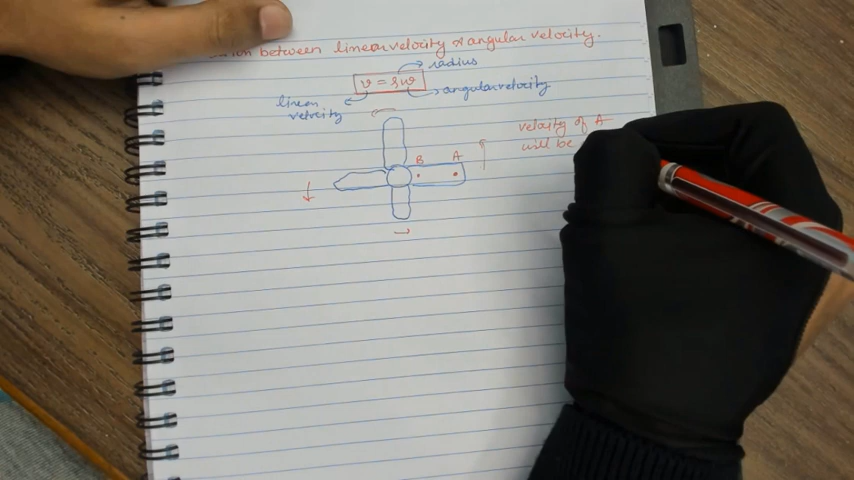 between linear velocity & angular velocity.
radius
v = rω
angular velocity
linear
velocity
velocity of A
will be
B
A